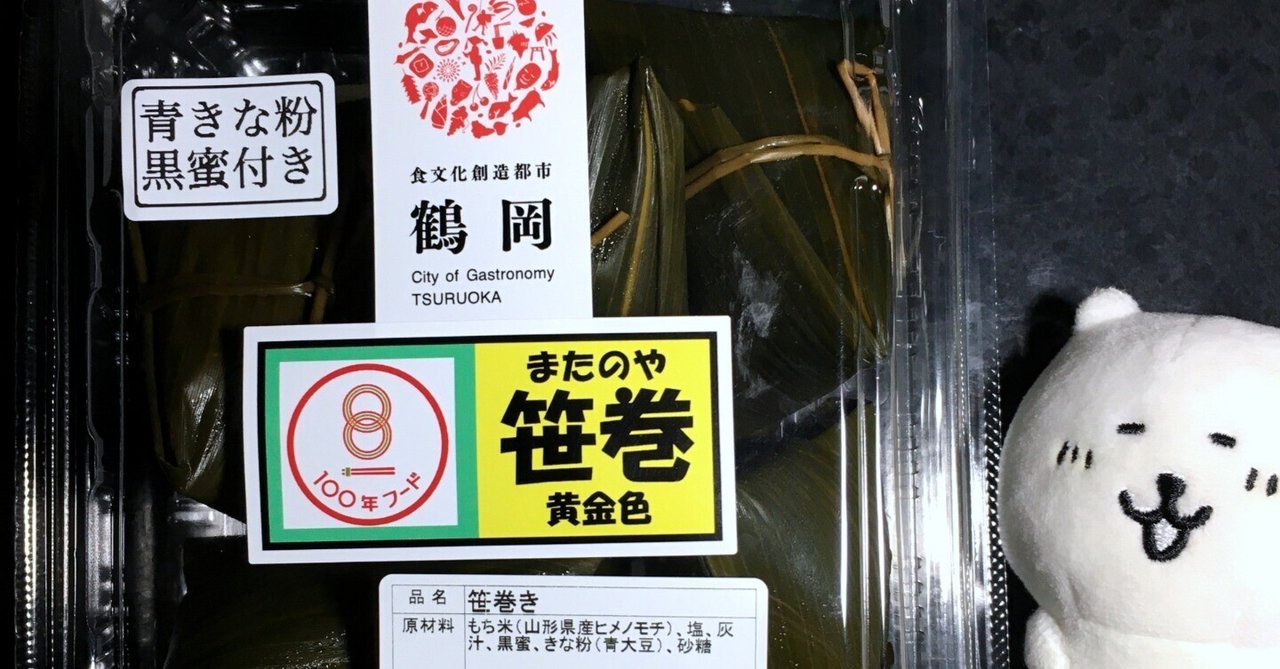 青きな粉
黒蜜付き
食文化創造都市
鶴岡
City of Gastronomy
TSURUOKA
100年フード
またのや
笹巻
黄金色
品名 笹巻き
原材料 もち米(山形県産ヒメノモチ)、塩、灰
汁、黒蜜、きな粉(青大豆)、砂糖